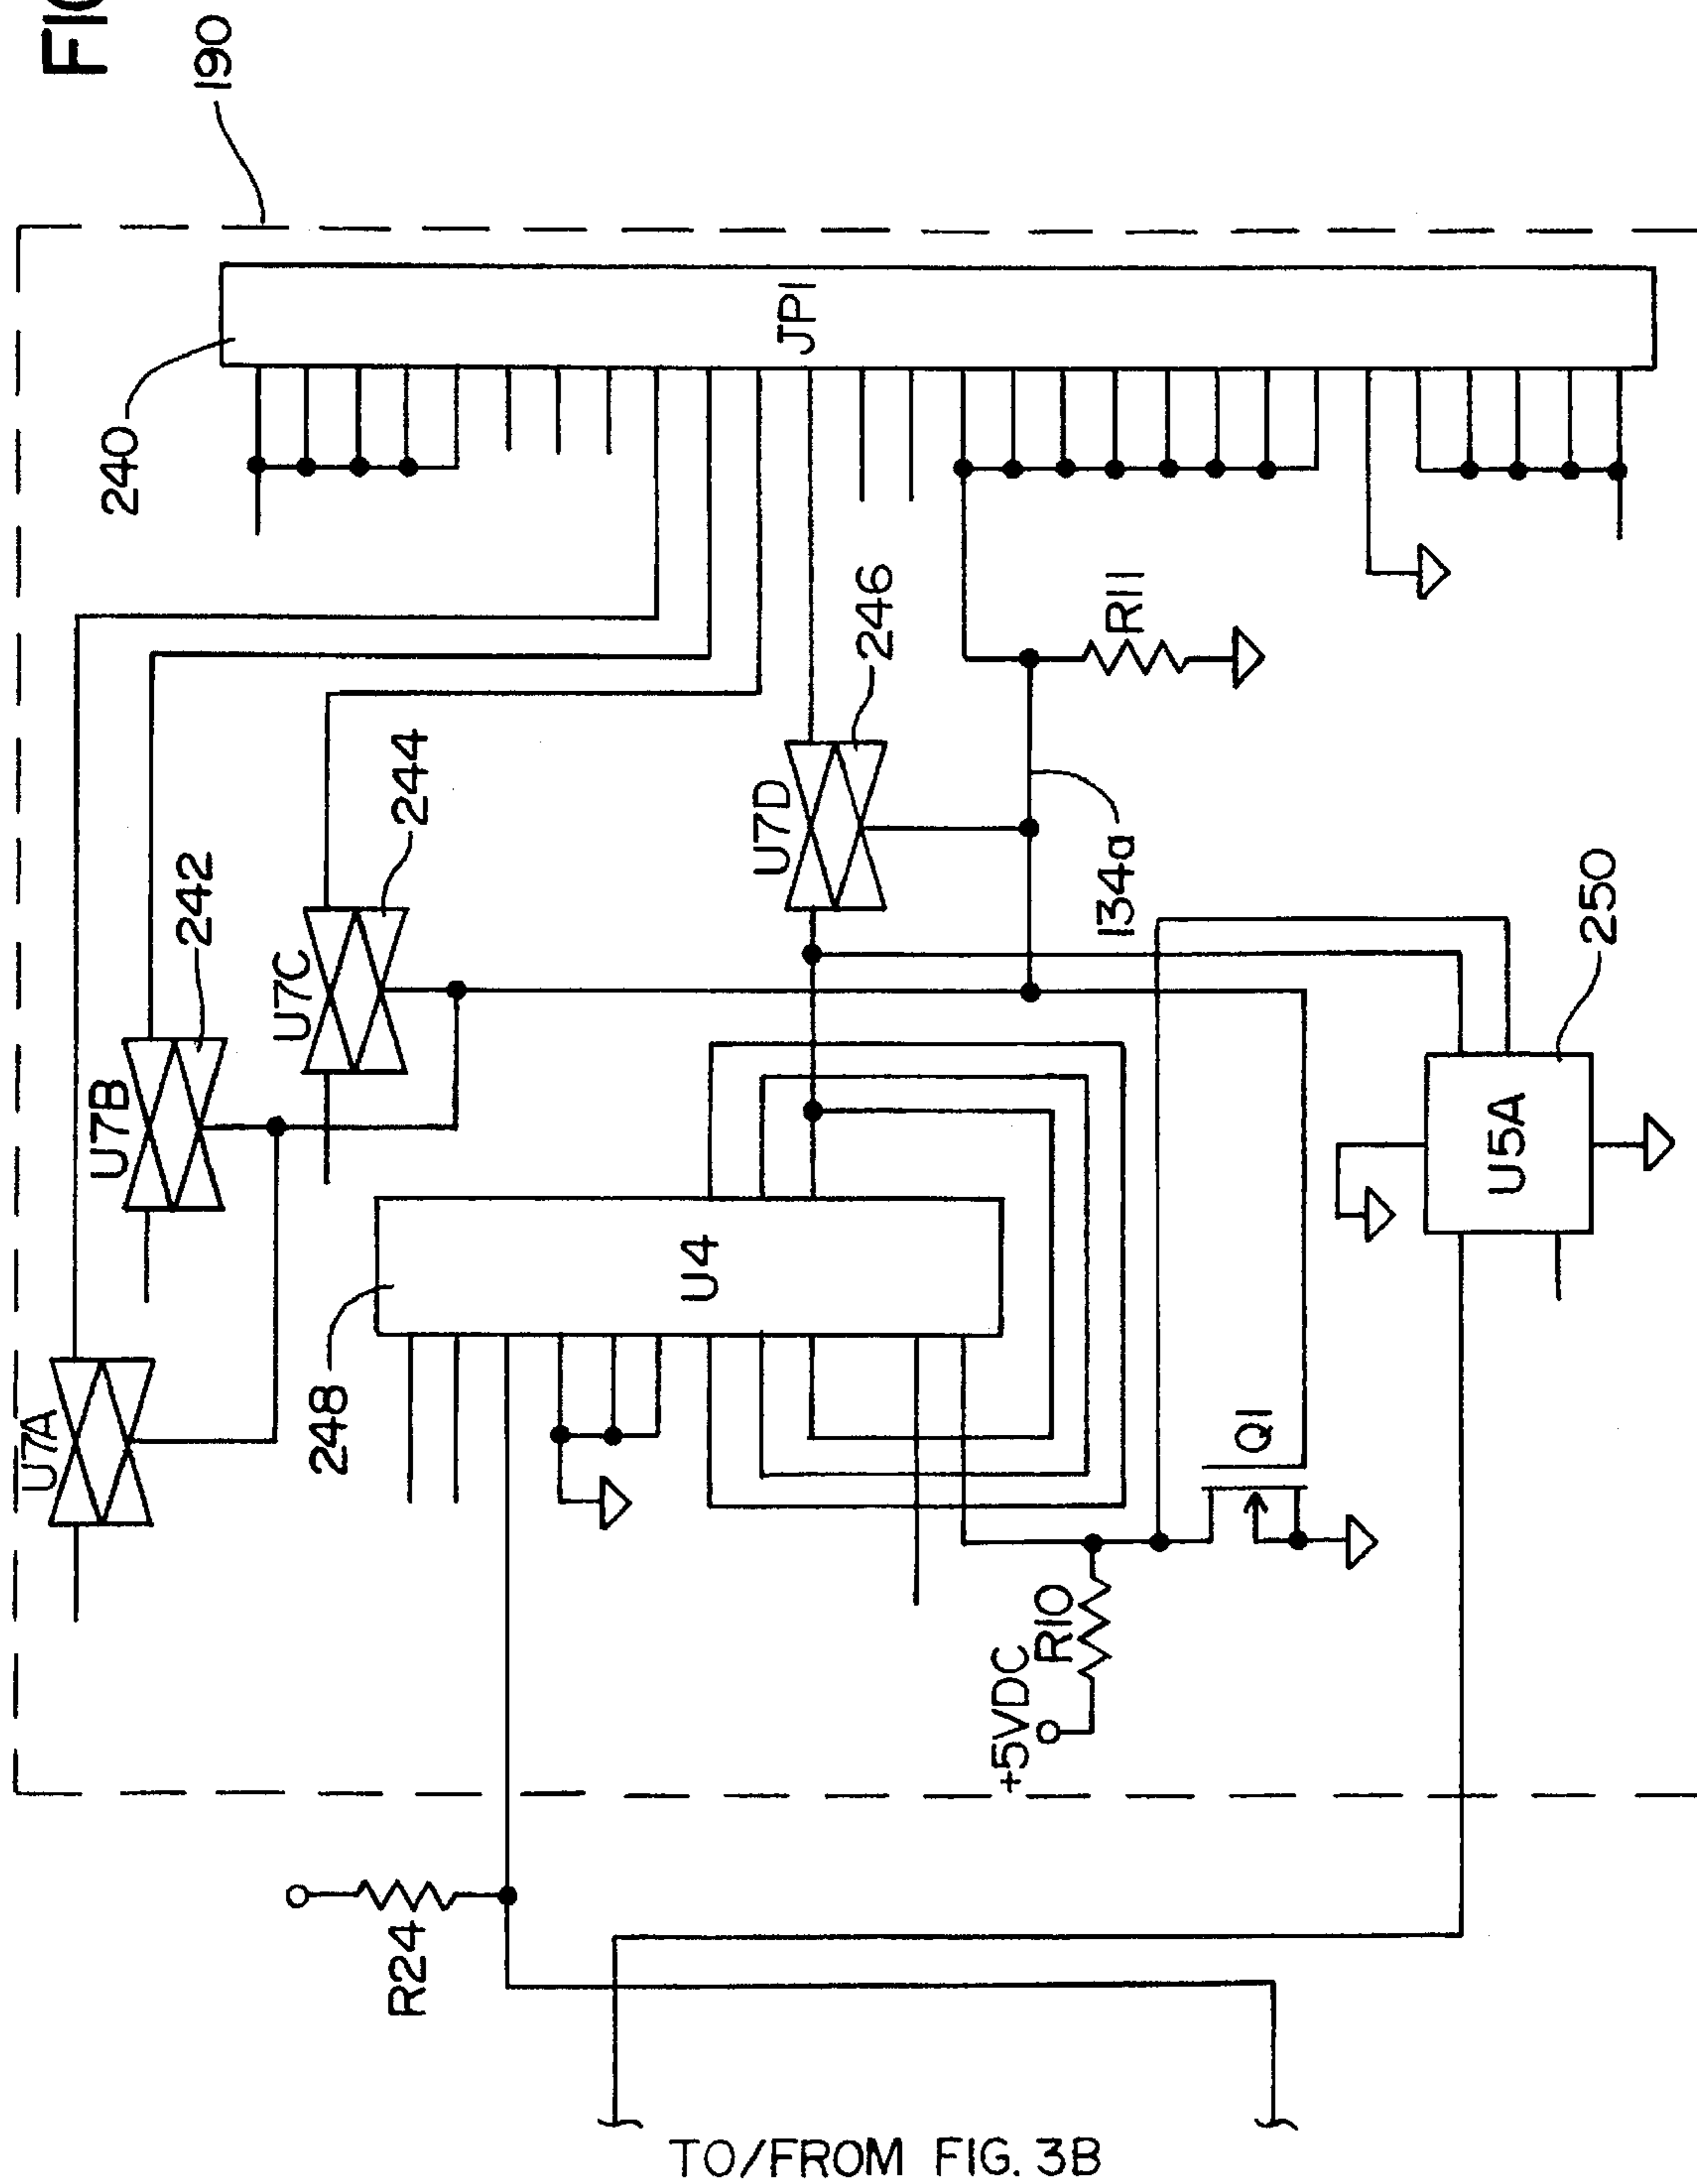 190
240
JP1
U7A
U7B
242
U7C
244
U7D
246
R11
134a
248
U4
U5A
250
Q1
+5VDC
R10
R24
TO/FROM FIG. 3B